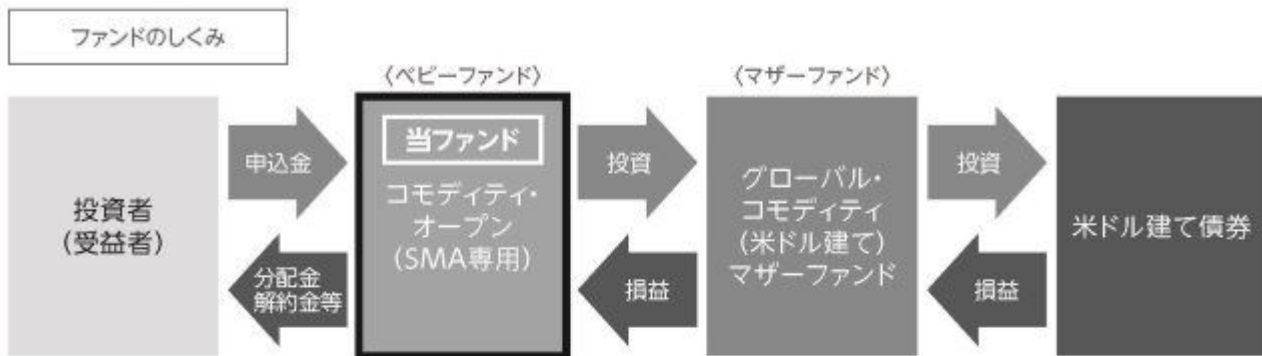 ファンドのしくみ
〈ベビーファンド〉
〈マザーファンド〉
投資者
(受益者)
申込金
分配金
解約金等
当ファンド
コモディティ・
オープン
(SMA専用)
投資
損益
グローバル・
コモディティ
(米ドル建て)
マザーファンド
投資
損益
米ドル建て債券